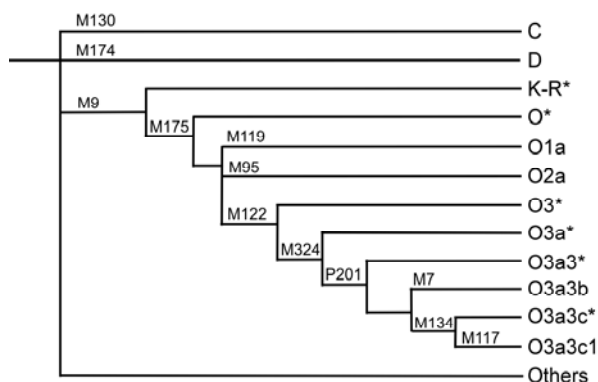 M130 C
M174 D
M9 K-R*
M175 O*
M119 O1a
M95 O2a
M122 O3*
M324 O3a*
P201 O3a3*
M7 O3a3b
M134 O3a3c*
M117 O3a3c1
Others